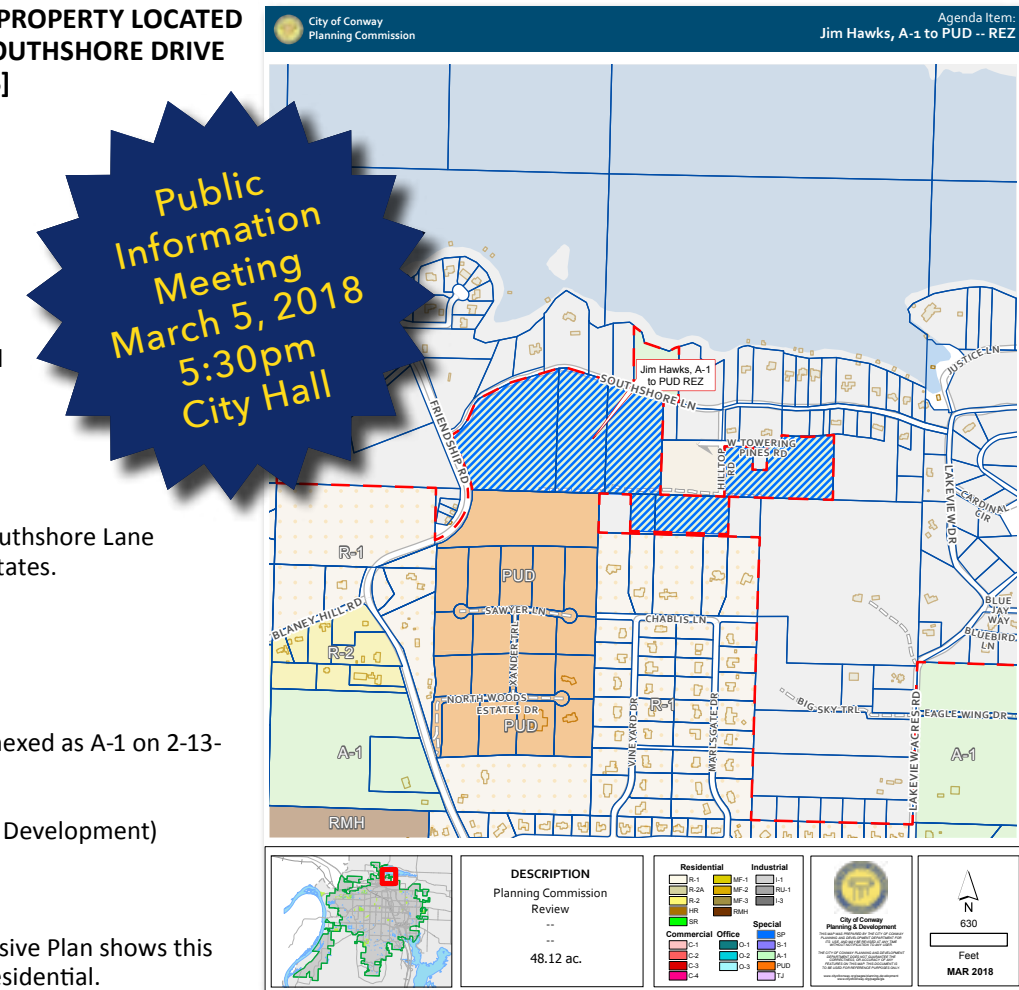 PROPERTY LOCATED
OUTHSHORE DRIVE
]
Public
Information
Meeting
March 5, 2018
5:30pm
City Hall
uthshore Lane
tates.
nexed as A-1 on 2-13-
Development)
sive Plan shows this
esidential.
City of Conway
Planning Commission
Agenda Item:
Jim Hawks, A-1 to PUD -- REZ
Jim Hawks, A-1
to PUD REZ
SOUTHSHORE LN
FRIENDSHIP RD
W TOWERING
PINES RD
HILLTOP
RD
JUSTICE LN
LAKEVIEW DR
CARDINAL
CIR
BLUE
JAY
WAY
BLUEBIRD
LN
R-1
PUD
BLANEY HILL RD
SAWYER LN
CHABLIS LN
R-2
XANDER TRL
NORTH WOODS
ESTATES DR
PUD
VINEYARD DR
R-1
MARLSGATE DR
BIG SKY TRL
EAGLE WING DR
LAKEVIEW ACRES RD
A-1
A-1
RMH
DESCRIPTION
Planning Commission
Review
--
--
48.12 ac.
Residential
R-1
R-2A
R-2
HR
SR
MF-1
MF-2
MF-3
RMH
Industrial
I-1
RU-1
I-3
Commercial
C-1
C-2
C-3
C-4
Office
O-1
O-2
O-3
Special
SP
S-1
A-1
PUD
TJ
City of Conway
Planning & Development
N
630
Feet
MAR 2018